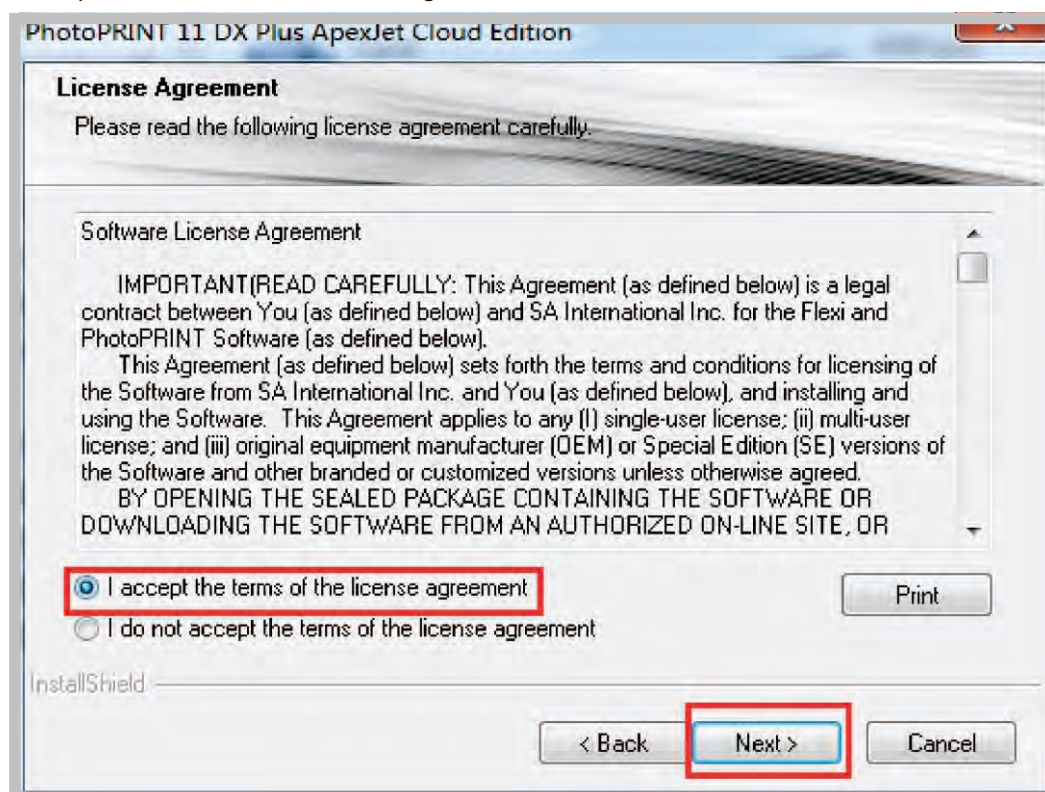 PhotoPRINT 11 DX Plus ApexJet Cloud Edition
License Agreement
Please read the following license agreement carefully.
Software License Agreement
IMPORTANT(READ CAREFULLY: This Agreement (as defined below) is a legal
contract between You (as defined below) and SA International Inc. for the Flexi and
PhotoPRINT Software (as defined below).
This Agreement (as defined below) sets forth the terms and conditions for licensing of
the Software from SA International Inc. and You (as defined below), and installing and
using the Software. This Agreement applies to any (I) single-user license; (ii) multi-user
license; and (iii) original equipment manufacturer (OEM) or Special Edition (SE) versions of
the Software and other branded or customized versions unless otherwise agreed.
BY OPENING THE SEALED PACKAGE CONTAINING THE SOFTWARE OR
DOWNLOADING THE SOFTWARE FROM AN AUTHORIZED ON-LINE SITE, OR
I accept the terms of the license agreement
Print
I do not accept the terms of the license agreement
InstallShield
< Back Next > Cancel